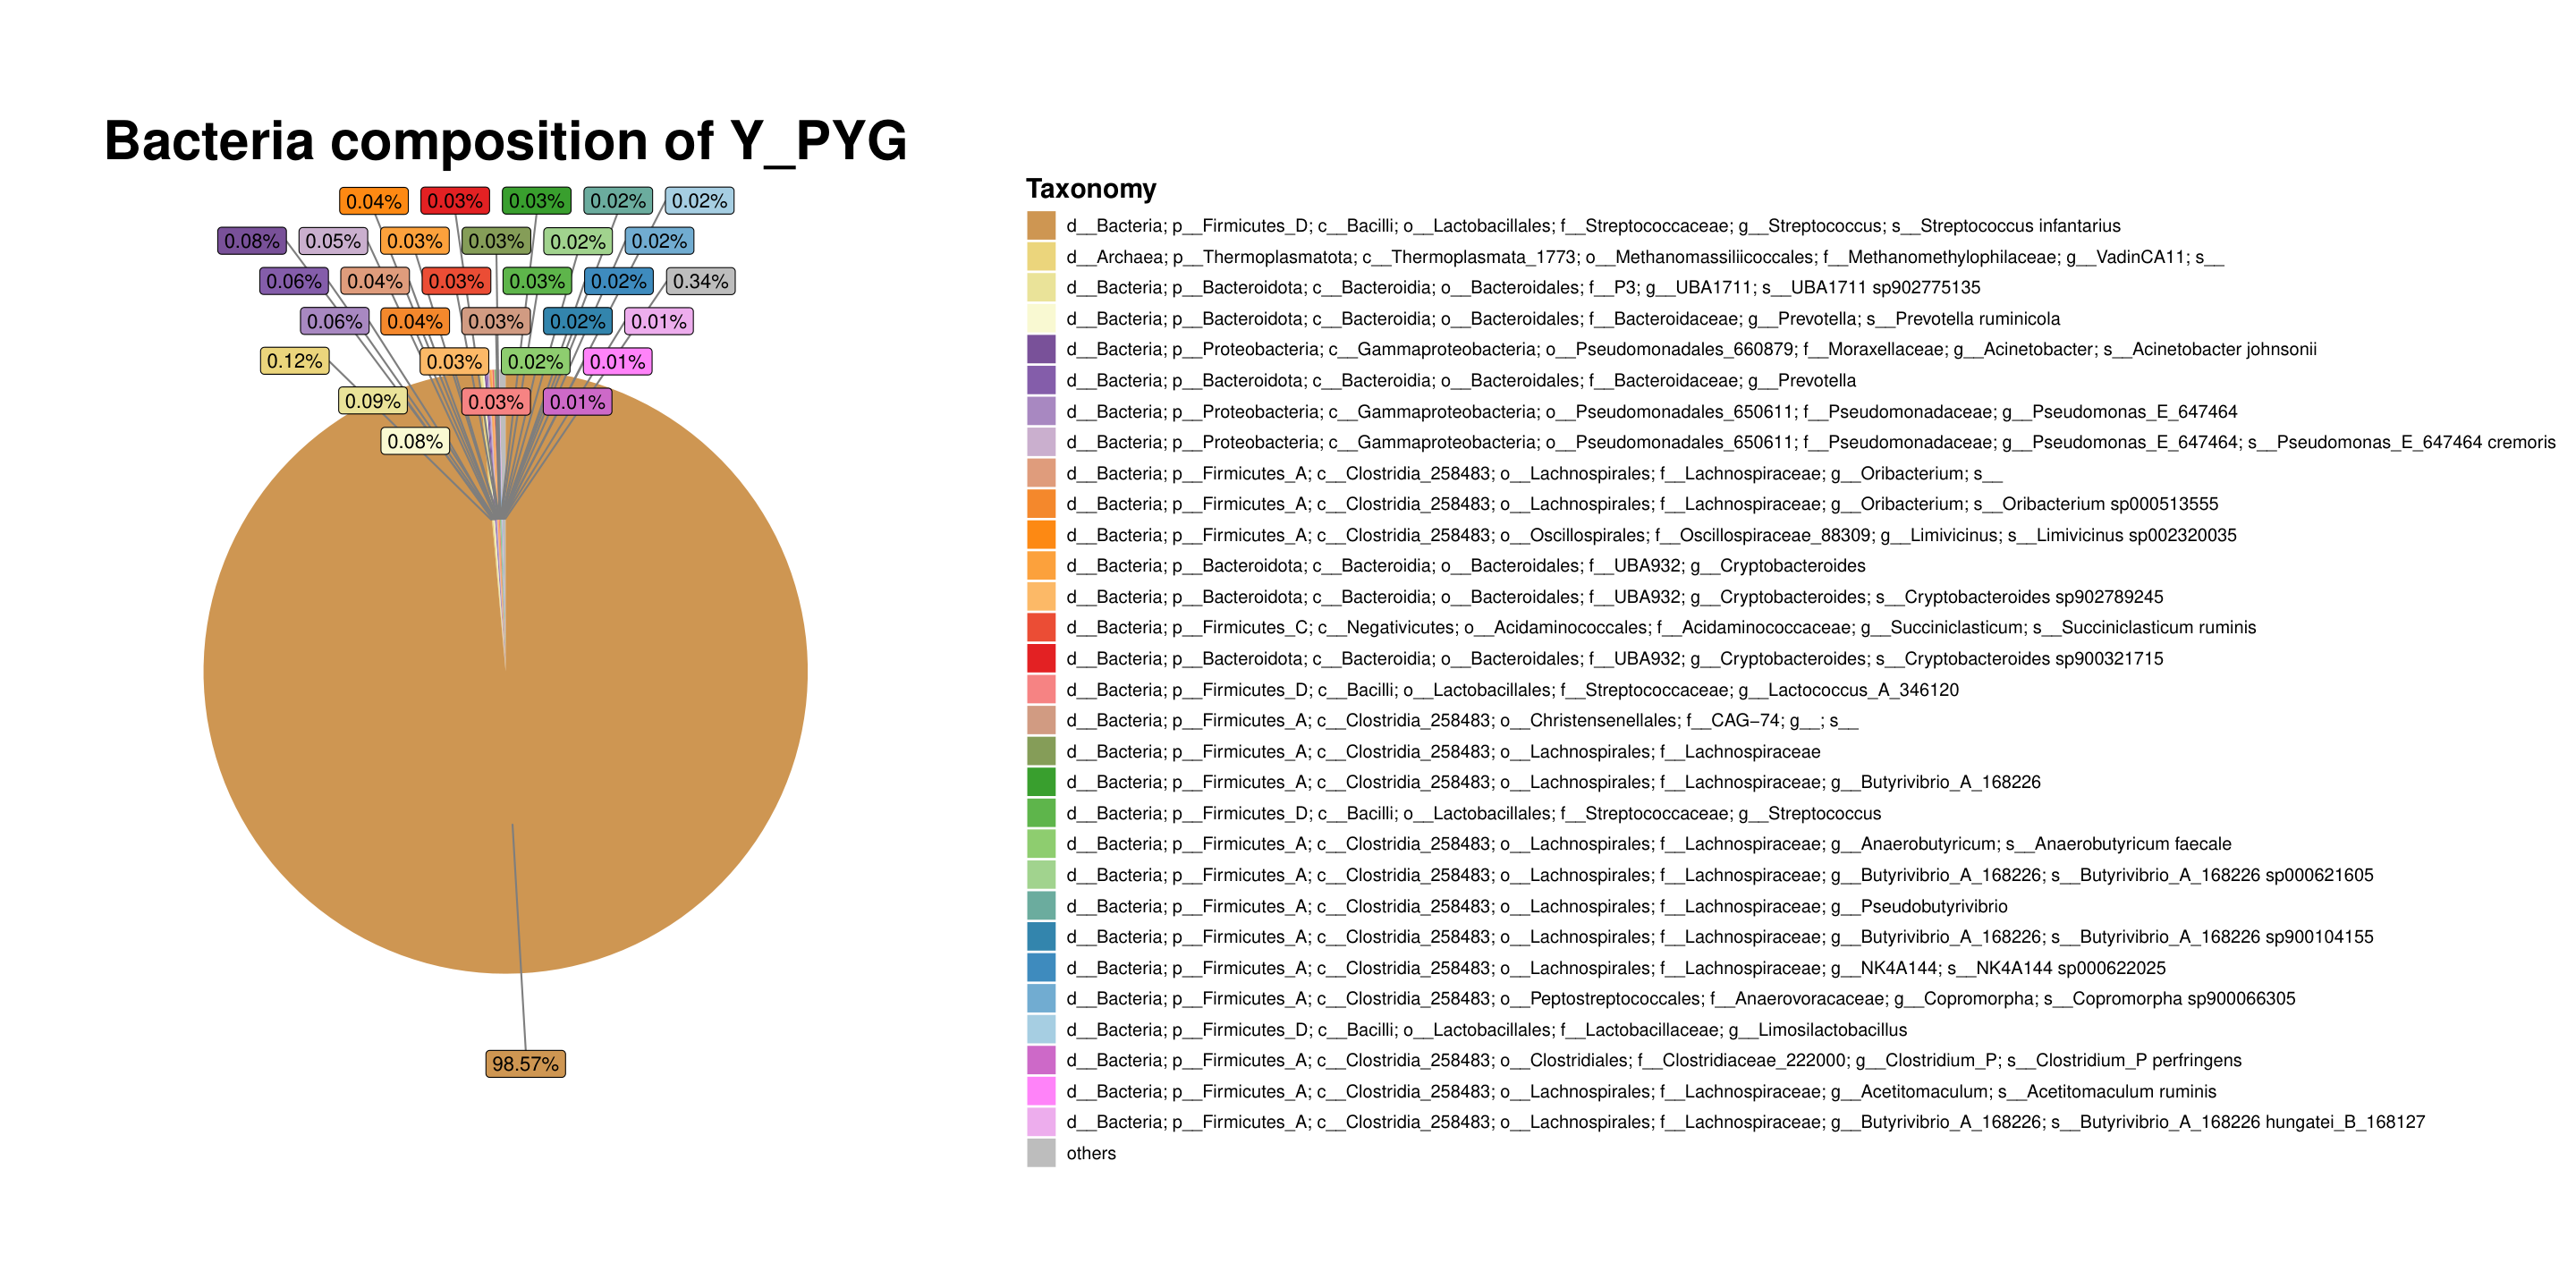 Bacteria composition of Y_PYG
0.04% 0.03% 0.03% 0.02% 0.02%
0.08% 0.05% 0.03% 0.03% 0.02% 0.02%
0.06% 0.04% 0.03% 0.03% 0.02% 0.34%
0.06% 0.04% 0.03% 0.02% 0.01%
0.12% 0.03% 0.02% 0.01%
0.09% 0.03% 0.01%
0.08%
98.57%
Taxonomy
d__Bacteria; p__Firmicutes_D; c__Bacilli; o__Lactobacillales; f__Streptococcaceae; g__Streptococcus; s__Streptococcus infantarius
d__Archaea; p__Thermoplasmatota; c__Thermoplasmata_1773; o__Methanomassiliicoccales; f__Methanomethylophilaceae; g__VadinCA11; s__
d__Bacteria; p__Bacteroidota; c__Bacteroidia; o__Bacteroidales; f__P3; g__UBA1711; s__UBA1711 sp902775135
d__Bacteria; p__Bacteroidota; c__Bacteroidia; o__Bacteroidales; f__Bacteroidaceae; g__Prevotella; s__Prevotella ruminicola
d__Bacteria; p__Proteobacteria; c__Gammaproteobacteria; o__Pseudomonadales_660879; f__Moraxellaceae; g__Acinetobacter; s__Acinetobacter johnsonii
d__Bacteria; p__Bacteroidota; c__Bacteroidia; o__Bacteroidales; f__Bacteroidaceae; g__Prevotella
d__Bacteria; p__Proteobacteria; c__Gammaproteobacteria; o__Pseudomonadales_650611; f__Pseudomonadaceae; g__Pseudomonas_E_647464
d__Bacteria; p__Proteobacteria; c__Gammaproteobacteria; o__Pseudomonadales_650611; f__Pseudomonadaceae; g__Pseudomonas_E_647464; s__Pseudomonas_E_647464 cremoris
d__Bacteria; p__Firmicutes_A; c__Clostridia_258483; o__Lachnospirales; f__Lachnospiraceae; g__Oribacterium; s__
d__Bacteria; p__Firmicutes_A; c__Clostridia_258483; o__Lachnospirales; f__Lachnospiraceae; g__Oribacterium; s__Oribacterium sp000513555
d__Bacteria; p__Firmicutes_A; c__Clostridia_258483; o__Oscillospirales; f__Oscillospiraceae_88309; g__Limivicinus; s__Limivicinus sp002320035
d__Bacteria; p__Bacteroidota; c__Bacteroidia; o__Bacteroidales; f__UBA932; g__Cryptobacteroides
d__Bacteria; p__Bacteroidota; c__Bacteroidia; o__Bacteroidales; f__UBA932; g__Cryptobacteroides; s__Cryptobacteroides sp902789245
d__Bacteria; p__Firmicutes_C; c__Negativicutes; o__Acidaminococcales; f__Acidaminococcaceae; g__Succiniclasticum; s__Succiniclasticum ruminis
d__Bacteria; p__Bacteroidota; c__Bacteroidia; o__Bacteroidales; f__UBA932; g__Cryptobacteroides; s__Cryptobacteroides sp900321715
d__Bacteria; p__Firmicutes_D; c__Bacilli; o__Lactobacillales; f__Streptococcaceae; g__Lactococcus_A_346120
d__Bacteria; p__Firmicutes_A; c__Clostridia_258483; o__Christensenellales; f__CAG−74; g__; s__
d__Bacteria; p__Firmicutes_A; c__Clostridia_258483; o__Lachnospirales; f__Lachnospiraceae
d__Bacteria; p__Firmicutes_A; c__Clostridia_258483; o__Lachnospirales; f__Lachnospiraceae; g__Butyrivibrio_A_168226
d__Bacteria; p__Firmicutes_D; c__Bacilli; o__Lactobacillales; f__Streptococcaceae; g__Streptococcus
d__Bacteria; p__Firmicutes_A; c__Clostridia_258483; o__Lachnospirales; f__Lachnospiraceae; g__Anaerobutyricum; s__Anaerobutyricum faecale
d__Bacteria; p__Firmicutes_A; c__Clostridia_258483; o__Lachnospirales; f__Lachnospiraceae; g__Butyrivibrio_A_168226; s__Butyrivibrio_A_168226 sp000621605
d__Bacteria; p__Firmicutes_A; c__Clostridia_258483; o__Lachnospirales; f__Lachnospiraceae; g__Pseudobutyrivibrio
d__Bacteria; p__Firmicutes_A; c__Clostridia_258483; o__Lachnospirales; f__Lachnospiraceae; g__Butyrivibrio_A_168226; s__Butyrivibrio_A_168226 sp900104155
d__Bacteria; p__Firmicutes_A; c__Clostridia_258483; o__Lachnospirales; f__Lachnospiraceae; g__NK4A144; s__NK4A144 sp000622025
d__Bacteria; p__Firmicutes_A; c__Clostridia_258483; o__Peptostreptococcales; f__Anaerovoracaceae; g__Copromorpha; s__Copromorpha sp900066305
d__Bacteria; p__Firmicutes_D; c__Bacilli; o__Lactobacillales; f__Lactobacillaceae; g__Limosilactobacillus
d__Bacteria; p__Firmicutes_A; c__Clostridia_258483; o__Clostridiales; f__Clostridiaceae_222000; g__Clostridium_P; s__Clostridium_P perfringens
d__Bacteria; p__Firmicutes_A; c__Clostridia_258483; o__Lachnospirales; f__Lachnospiraceae; g__Acetitomaculum; s__Acetitomaculum ruminis
d__Bacteria; p__Firmicutes_A; c__Clostridia_258483; o__Lachnospirales; f__Lachnospiraceae; g__Butyrivibrio_A_168226; s__Butyrivibrio_A_168226 hungatei_B_168127
others